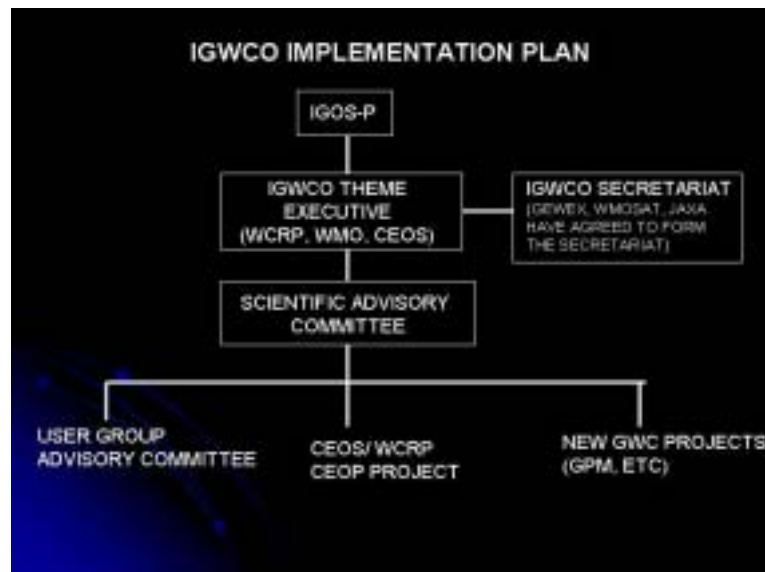 IGWCO IMPLEMENTATION PLAN
IGOS-P
IGWCO THEME
EXECUTIVE
(WCRP, WMO, CEOS)
IGWCO SECRETARIAT
(GEWEX, WMOSAT, JAXA
HAVE AGREED TO FORM
THE SECRETARIAT)
SCIENTIFIC ADVISORY
COMMITTEE
USER GROUP
ADVISORY COMMITTEE
CEOS/ WCRP
CEOP PROJECT
NEW GWC PROJECTS
(GPM, ETC)